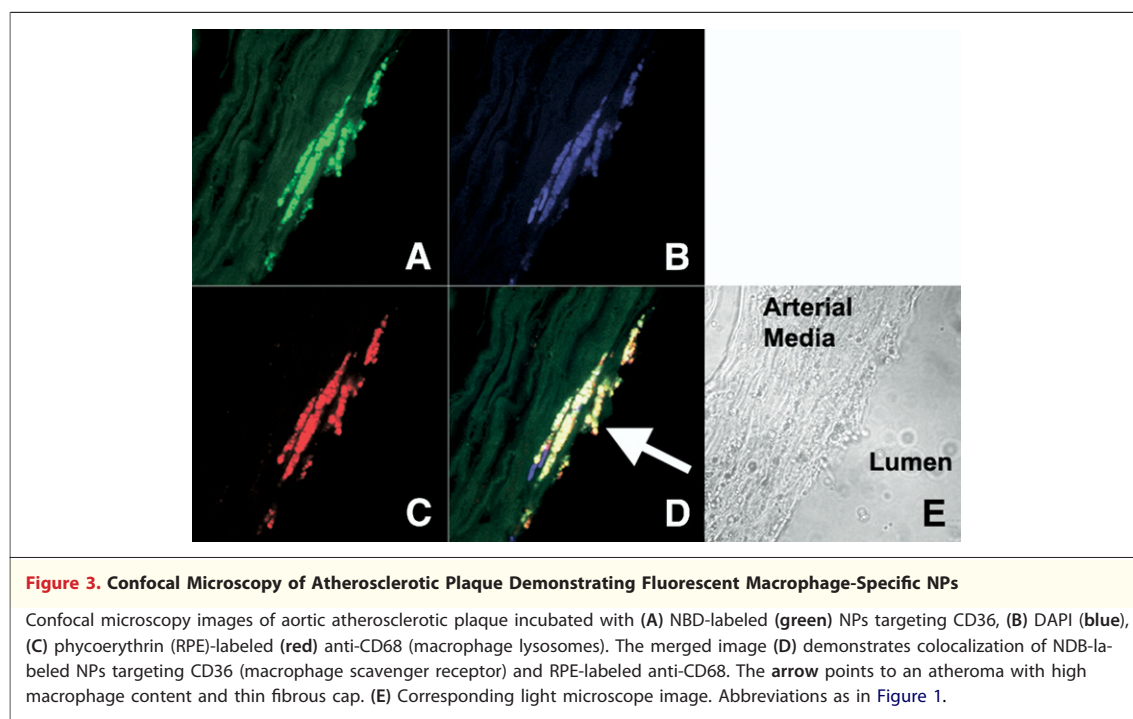 A
B
C
D
Arterial
Media
Lumen
E
Figure 3. Confocal Microscopy of Atherosclerotic Plaque Demonstrating Fluorescent Macrophage-Specific NPs
Confocal microscopy images of aortic atherosclerotic plaque incubated with (A) NBD-labeled (green) NPs targeting CD36, (B) DAPI (blue),
(C) phycoerythrin (RPE)-labeled (red) anti-CD68 (macrophage lysosomes). The merged image (D) demonstrates colocalization of NDB-la-
beled NPs targeting CD36 (macrophage scavenger receptor) and RPE-labeled anti-CD68. The arrow points to an atheroma with high
macrophage content and thin fibrous cap. (E) Corresponding light microscope image. Abbreviations as in Figure 1.